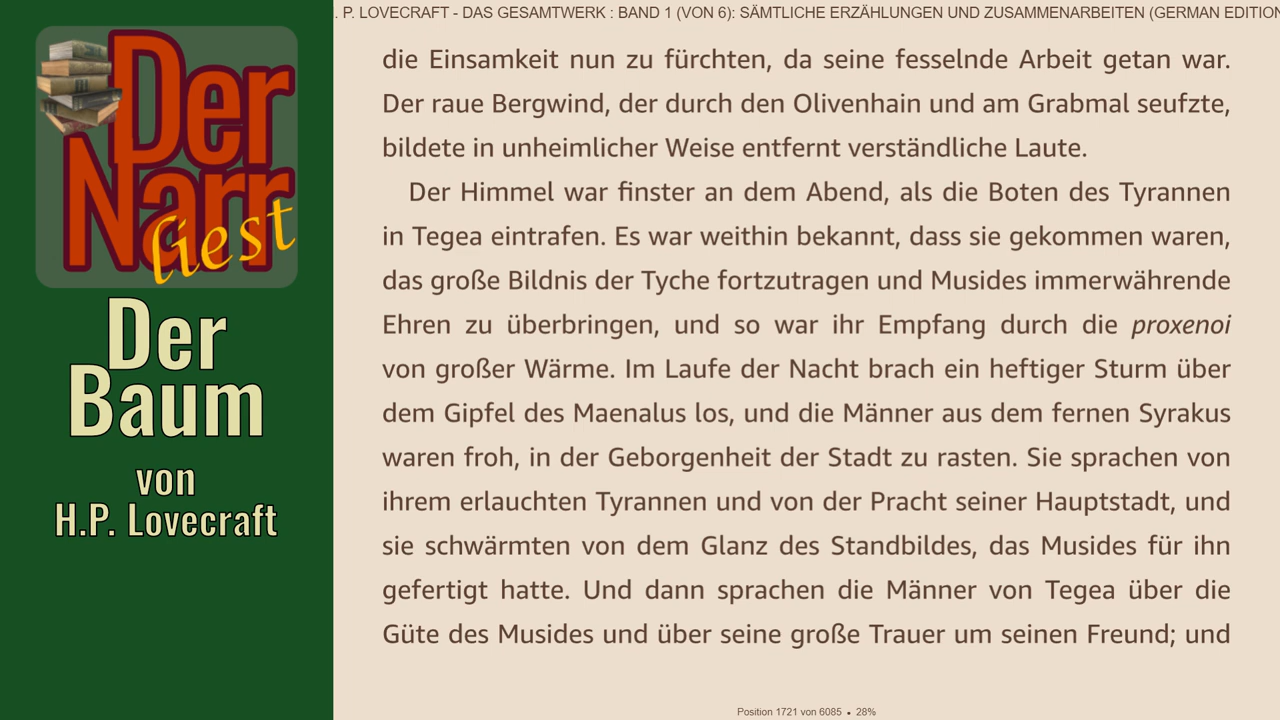 Der
Narr
liest
Der
Baum
von
H.P. Lovecraft
. P. LOVECRAFT - DAS GESAMTWERK : BAND 1 (VON 6): SÄMTLICHE ERZÄHLUNGEN UND ZUSAMMENARBEITEN (GERMAN EDITION
die Einsamkeit nun zu fürchten, da seine fesselnde Arbeit getan war.
Der raue Bergwind, der durch den Olivenhain und am Grabmal seufzte,
bildete in unheimlicher Weise entfernt verständliche Laute.
Der Himmel war finster an dem Abend, als die Boten des Tyrannen
in Tegea eintrafen. Es war weithin bekannt, dass sie gekommen waren,
das große Bildnis der Tyche fortzutragen und Musides immerwährende
Ehren zu überbringen, und so war ihr Empfang durch die proxenoi
von großer Wärme. Im Laufe der Nacht brach ein heftiger Sturm über
dem Gipfel des Maenalus los, und die Männer aus dem fernen Syrakus
waren froh, in der Geborgenheit der Stadt zu rasten. Sie sprachen von
ihrem erlauchten Tyrannen und von der Pracht seiner Hauptstadt, und
sie schwärmten von dem Glanz des Standbildes, das Musides für ihn
gefertigt hatte. Und dann sprachen die Männer von Tegea über die
Güte des Musides und über seine große Trauer um seinen Freund; und
Position 1721 von 6085 • 28%